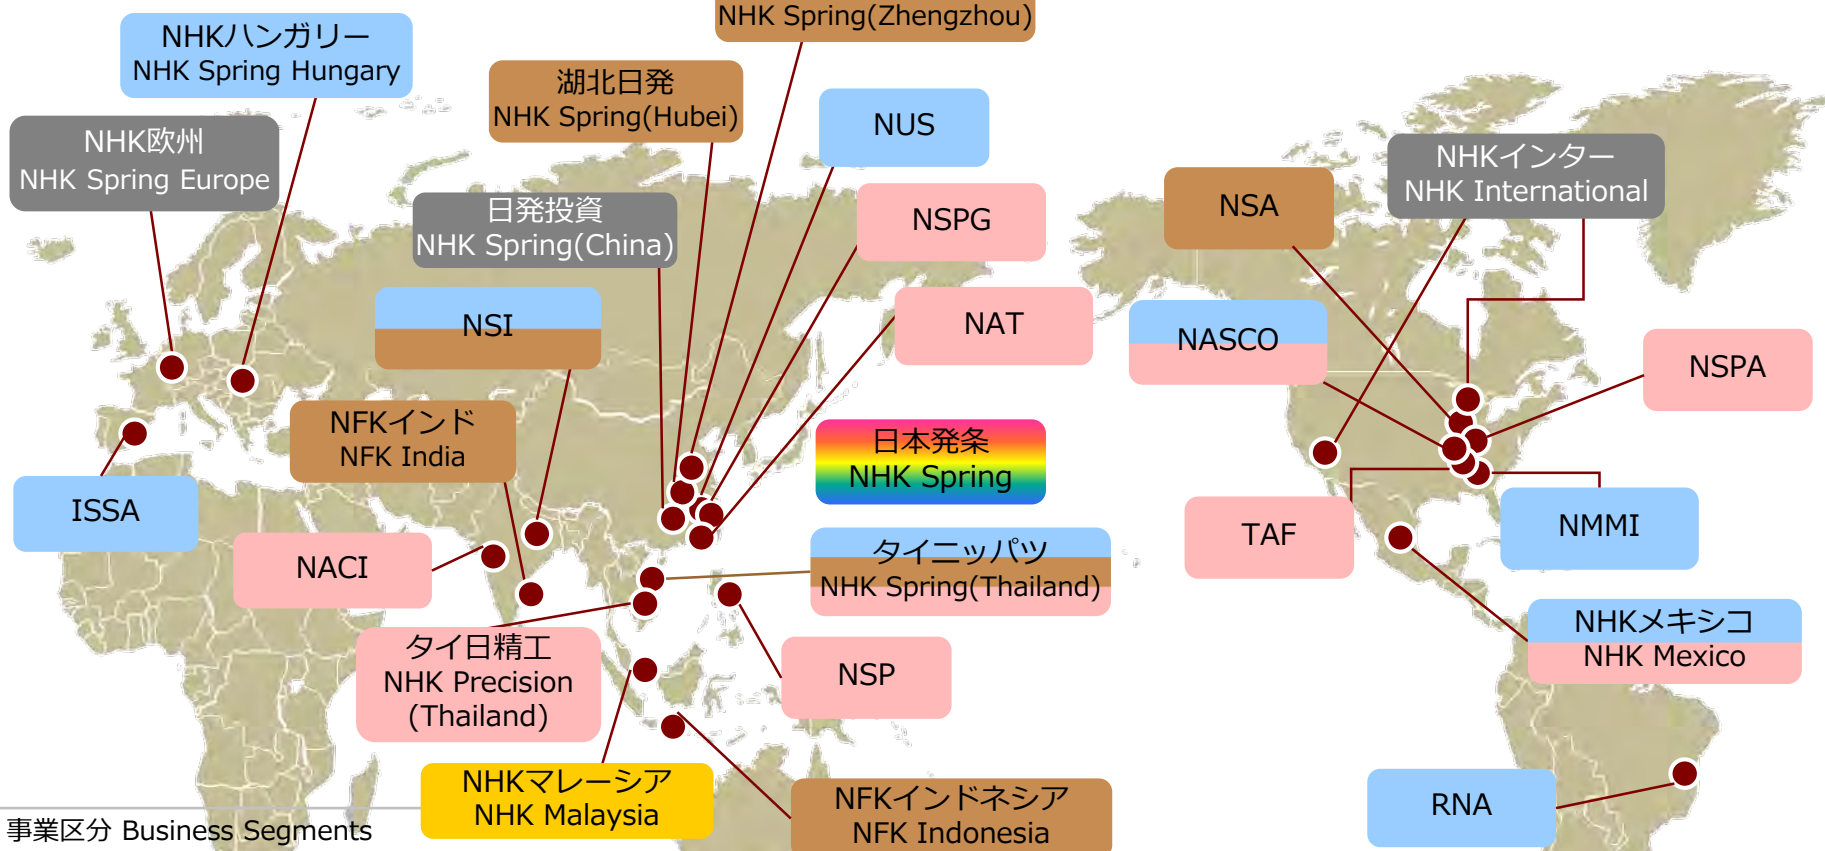 NHK Spring(Zhengzhou)
NHKハンガリー
NHK Spring Hungary
湖北日発
NHK Spring(Hubei)
NUS
NHK欧州
NHK Spring Europe
NHKインター
NHK International
日発投資
NHK Spring(China)
NSPG
NSA
NSI
NAT
NASCO
NSPA
NFKインド
NFK India
日本発条
NHK Spring
ISSA
NACI
タイニッパツ
NHK Spring(Thailand)
TAF
NMMI
タイ日精工
NHK Precision
(Thailand)
NSP
NHKメキシコ
NHK Mexico
NHKマレーシア
NHK Malaysia
NFKインドネシア
NFK Indonesia
RNA
事業区分 Business Segments